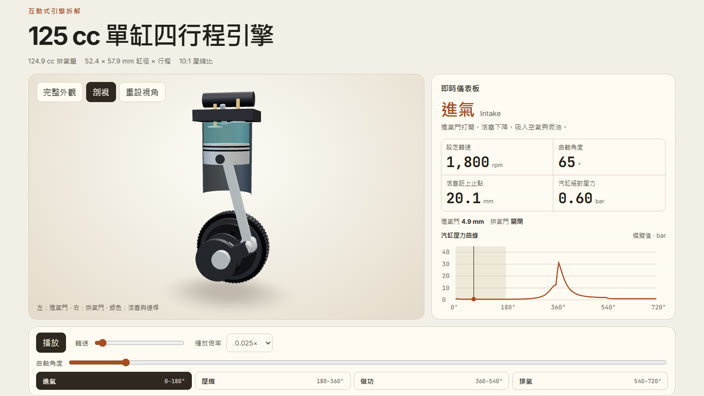 互動式引擎拆解
125 cc 單缸四行程引擎
124.9 cc 排氣量 52.4 × 57.9 mm 缸徑 × 行程 10:1 壓縮比
完整外觀 剖視 重設視角
左：進氣門 · 右：排氣門 · 銀色：活塞與連桿
即時儀表板
進氣 Intake
進氣門打開，活塞下降，吸入空氣與燃油。
設定轉速
1,800 rpm
曲軸角度
65 °
活塞距上止點
20.1 mm
汽缸絕對壓力
0.60 bar
進氣門 4.9 mm 排氣門 關閉
汽缸壓力曲線 模擬值 · bar
40
30
20
10
0
0° 180° 360° 540° 720°
播放 轉速 播放倍率 0.025×
曲軸角度
進氣 0–180°
壓縮 180–360°
做功 360–540°
排氣 540–720°